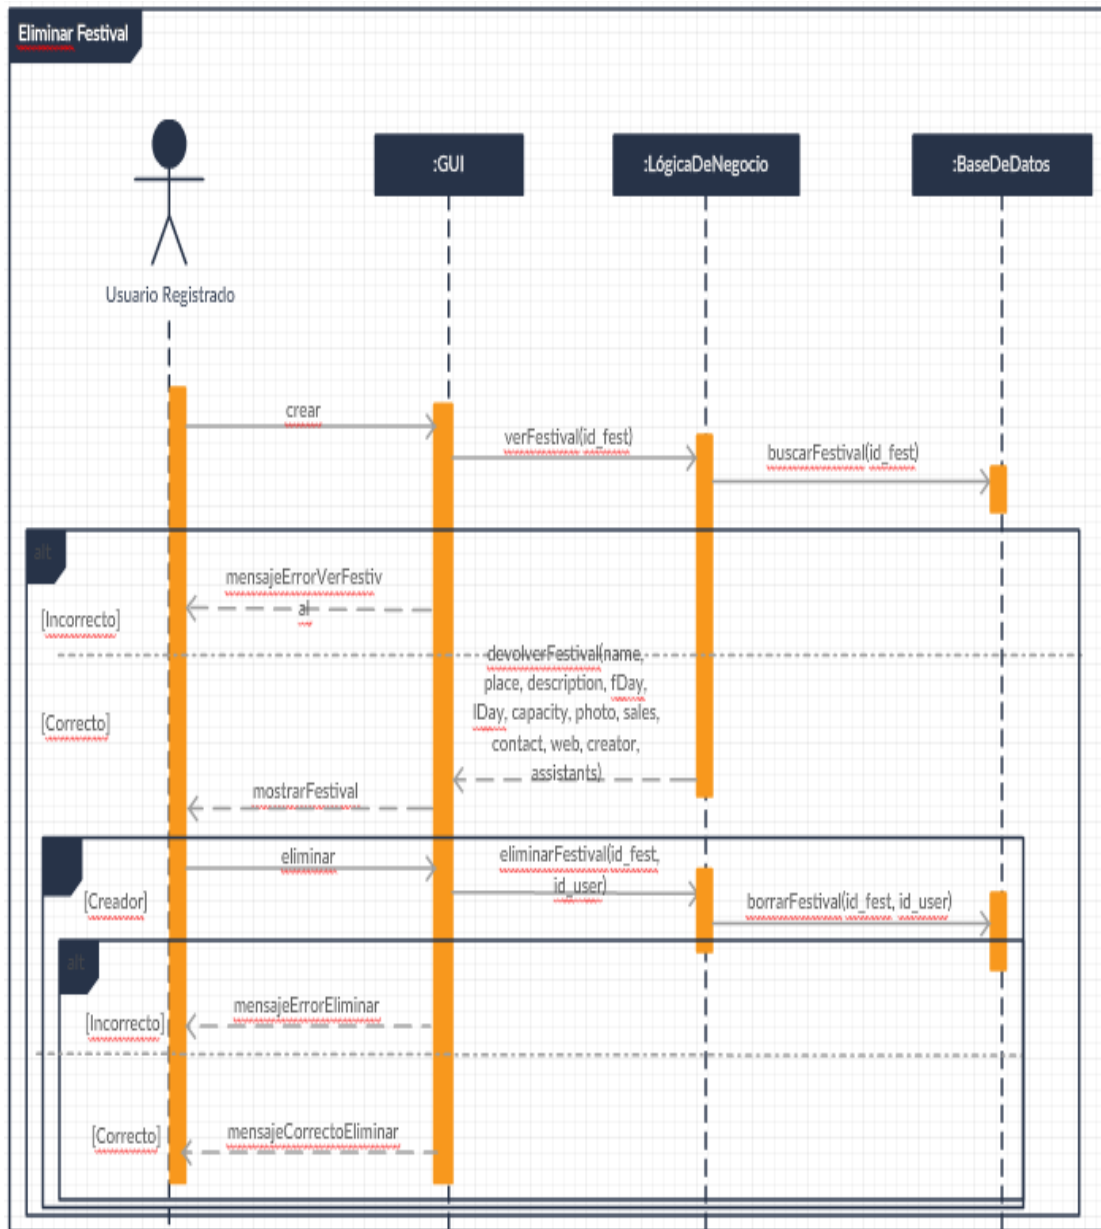 Eliminar Festival
:GUI
:LógicaDeNegocio
:BaseDeDatos
Usuario Registrado
crear
verFestival(id_fest)
buscarFestival(id_fest)
alt
mensajeErrorVerFestiv
al
[Incorrecto]
devolverFestival(name,
place, description, fDay,
lDay, capacity, photo, sales,
contact, web, creator,
assistants)
[Correcto]
mostrarFestival
eliminar
eliminarFestival(id_fest,
id_user)
[Creador]
borrarFestival(id_fest, id_user)
alt
mensajeErrorEliminar
[Incorrecto]
mensajeCorrectoEliminar
[Correcto]